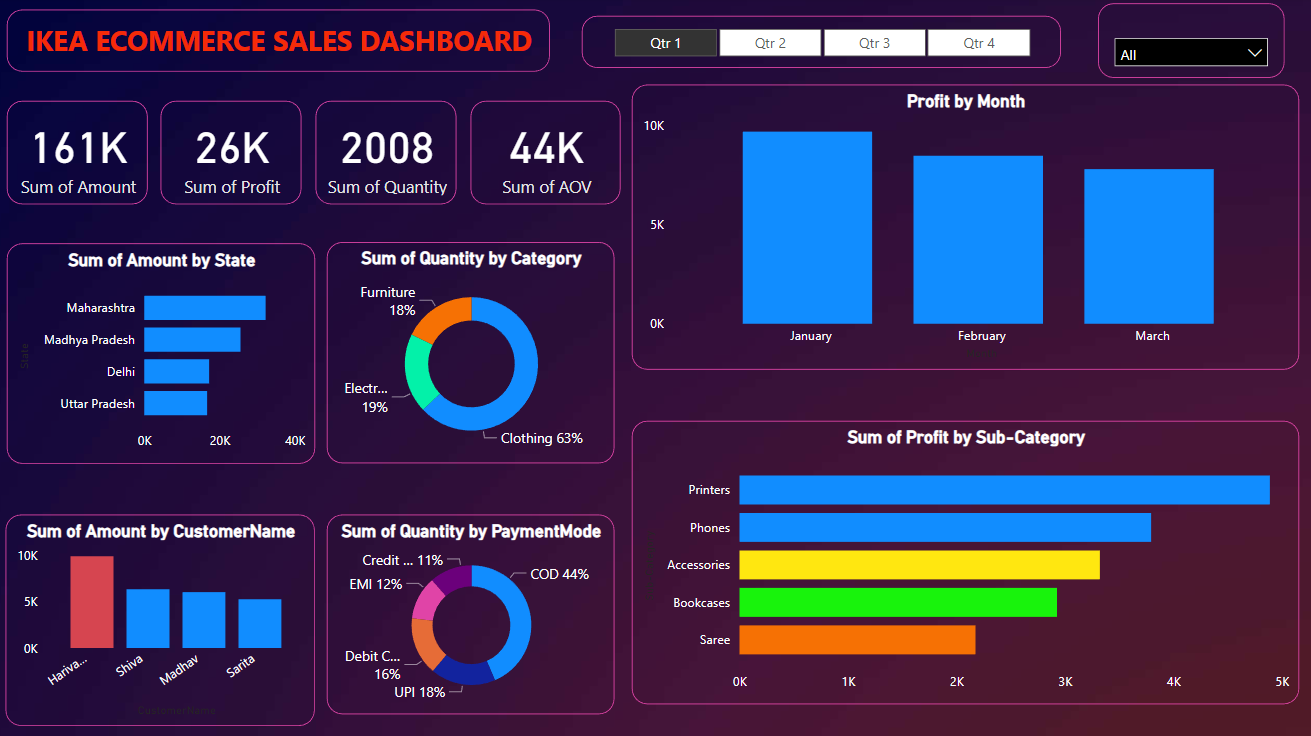 IKEA ECOMMERCE SALES DASHBOARD
Qtr 1
Qtr 2
Qtr 3
Qtr 4
All
161K
Sum of Amount
26K
Sum of Profit
2008
Sum of Quantity
44K
Sum of AOV
Profit by Month
10K
5K
0K
January
February
March
Sum of Amount by State
State
Maharashtra
Madhya Pradesh
Delhi
Uttar Pradesh
0K
20K
40K
Sum of Quantity by Category
Furniture
18%
Electr...
19%
Clothing 63%
Sum of Profit by Sub-Category
Printers
Phones
Accessories
Bookcases
Saree
0K
1K
2K
3K
4K
5K
Sum of Amount by CustomerName
10K
5K
0K
Hariva...
Shiva
Madhav
Sarita
CustomerName
Sum of Quantity by PaymentMode
Credit ... 11%
COD 44%
EMI 12%
Debit C...
16%
UPI 18%